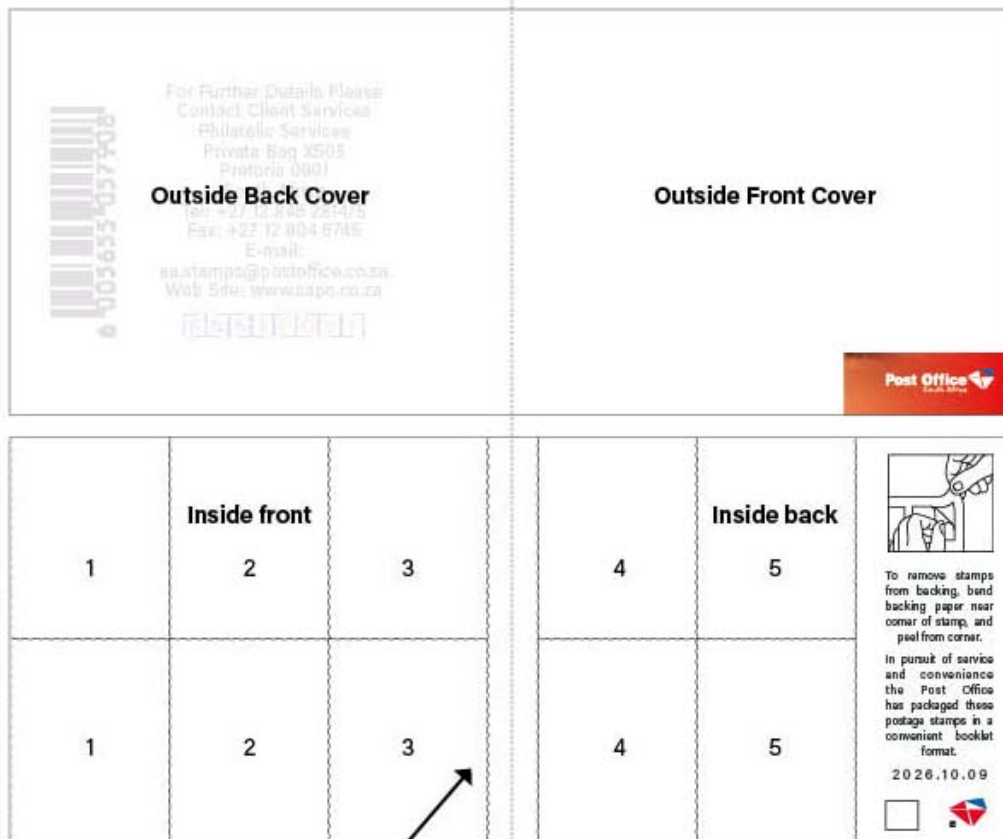 For Further Details Please
Contact Client Services
Philatelic Services
Private Bag X505
Pretoria 0001
Outside Back Cover
Outside Front Cover
Fax: +27 12 804 6745
E-mail:
sa.stamps@postoffice.co.za
Web Site: www.sapo.co.za
Post Office
South Africa
Inside front
Inside back
1
2
3
4
5
To remove stamps
from backing, bend
backing paper near
corner of stamp, and
peel from corner.
In pursuit of service
and convenience
the Post Office
has packaged these
postage stamps in a
convenient booklet
format.
1
2
3
4
5
2026.10.09